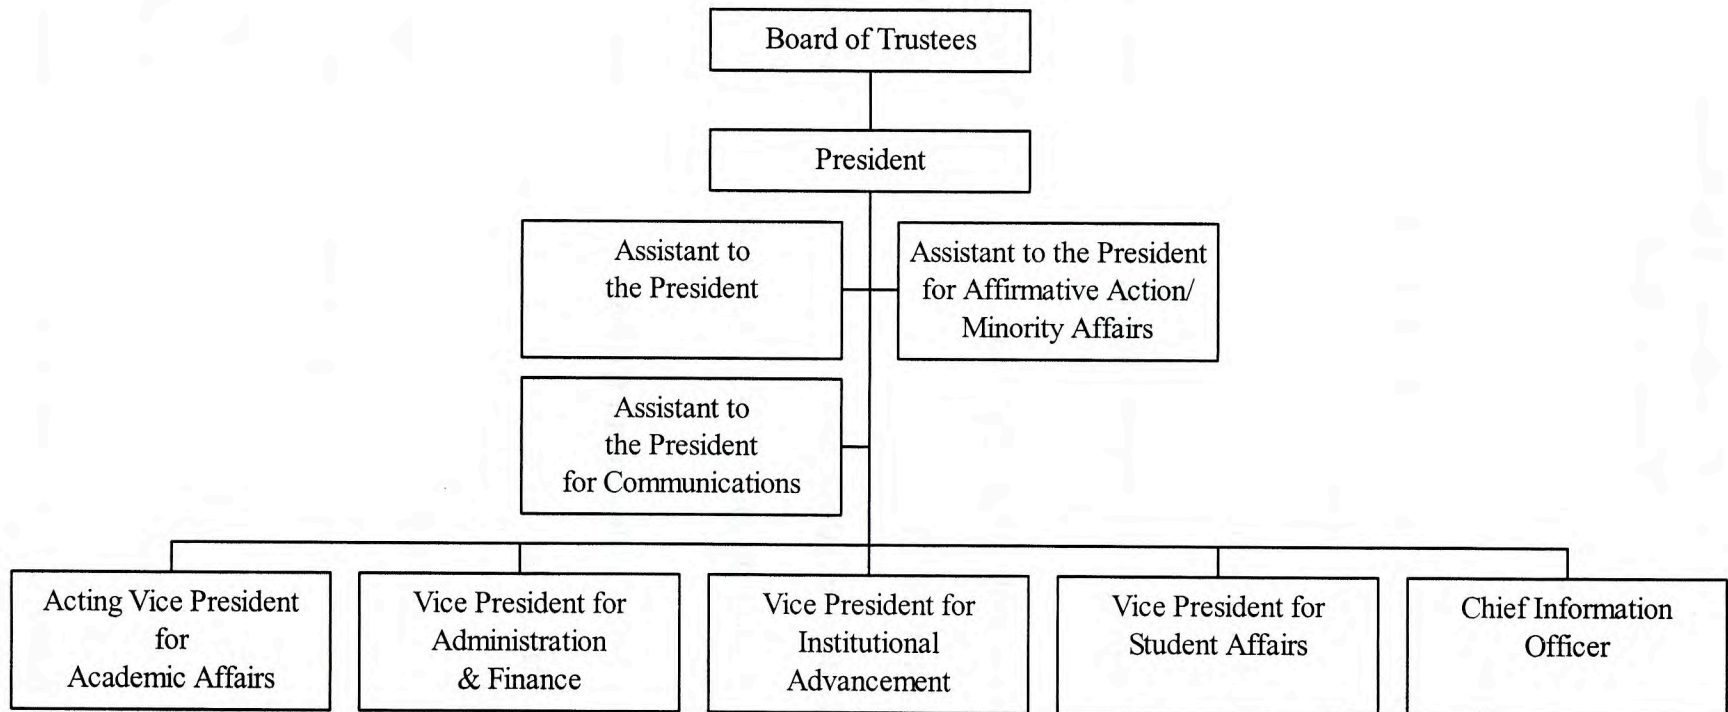 Board of Trustees
President
Assistant to
the President
Assistant to the President
for Affirmative Action/
Minority Affairs
Assistant to
the President
for Communications
Acting Vice President
for
Academic Affairs
Vice President for
Administration
& Finance
Vice President for
Institutional
Advancement
Vice President for
Student Affairs
Chief Information
Officer